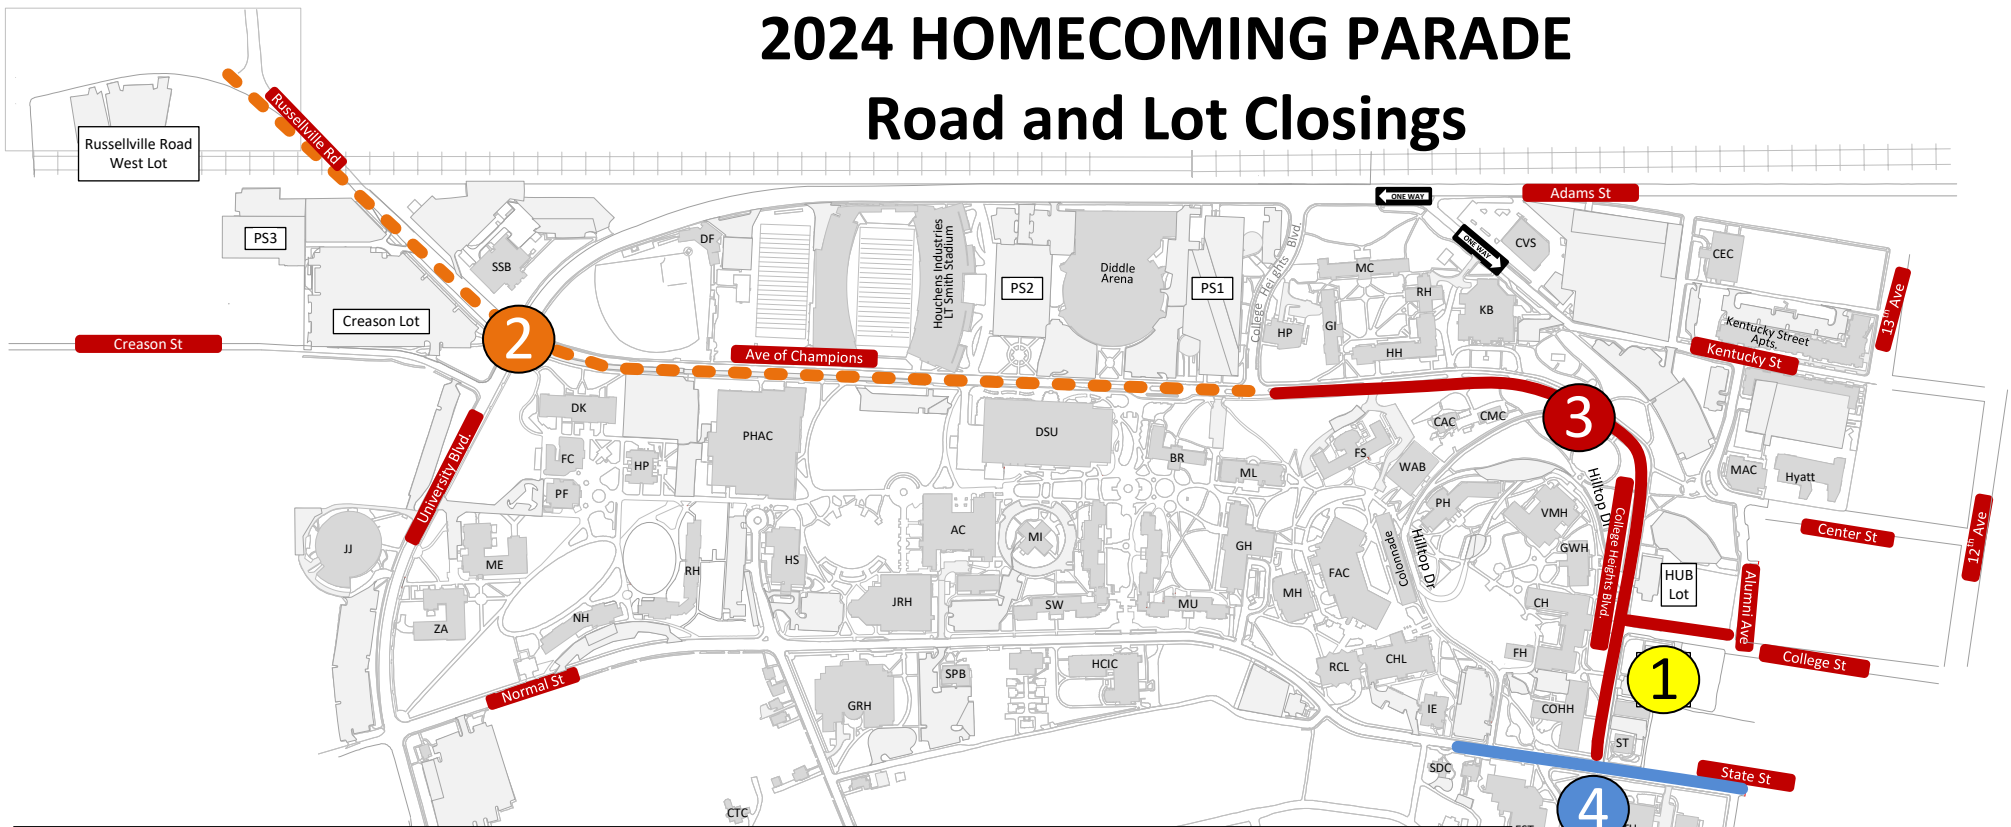 2024 HOMECOMING PARADE
Road and Lot Closings
Russellville Rd
Russellville Road
West Lot
ONE WAY
Adams St
PS3
SSB
DF
Houchens Industries
LT Smith Stadium
PS2
Diddle
Arena
PS1
College Heights Blvd.
MC
ONE WAY
CVS
CEC
13th Ave
Creason Lot
Creason St
2
Ave of Champions
HP
GI
RH
KB
HH
Kentucky Street
Apts.
Kentucky St
DK
PHAC
DSU
CAC
CMC
3
University Blvd.
FC
HP
PF
BR
ML
FS
WAB
MAC
Hyatt
Hilltop Dr
College Heights Blvd.
JJ
ME
RH
HS
AC
MI
GH
Colonnade
Hilltop Dr
PH
VMH
GWH
Center St
12th Ave
ZA
NH
JRH
SW
MU
MH
FAC
CH
HUB
Lot
Alumni Ave
Normal St
GRH
SPB
HCIC
RCL
CHL
FH
College St
1
IE
COHH
ST
SDC
State St
CTC
4